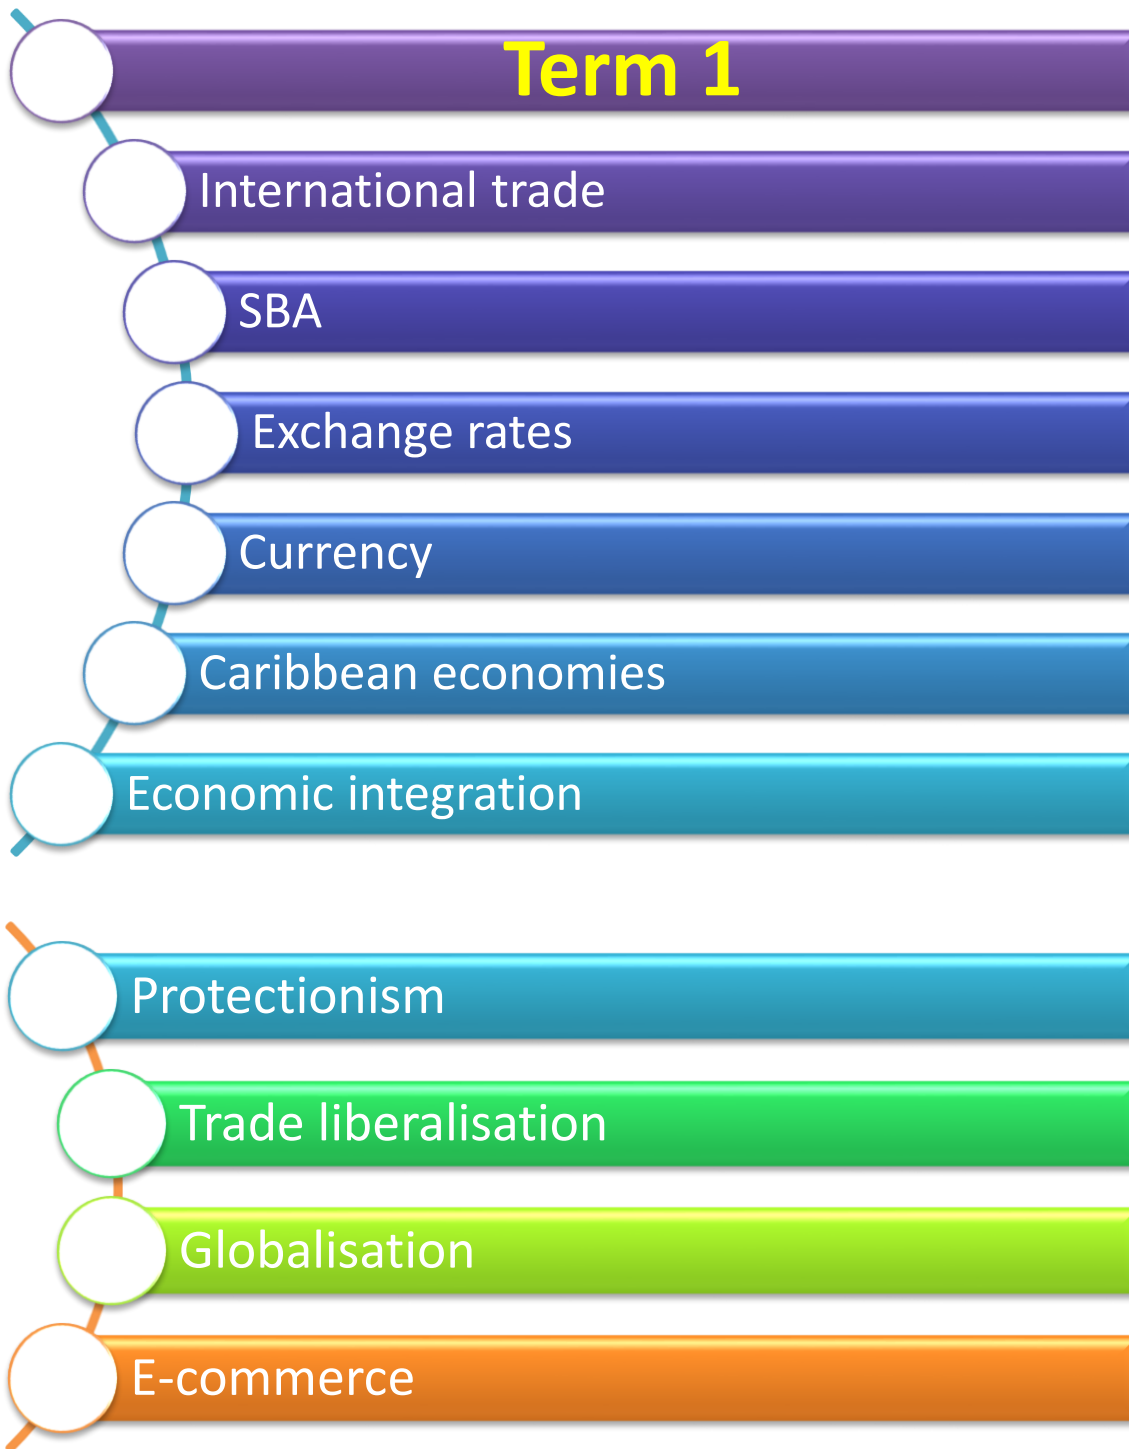 Term 1
International trade
SBA
Exchange rates
Currency
Caribbean economies
Economic integration
Protectionism
Trade liberalisation
Globalisation
E-commerce